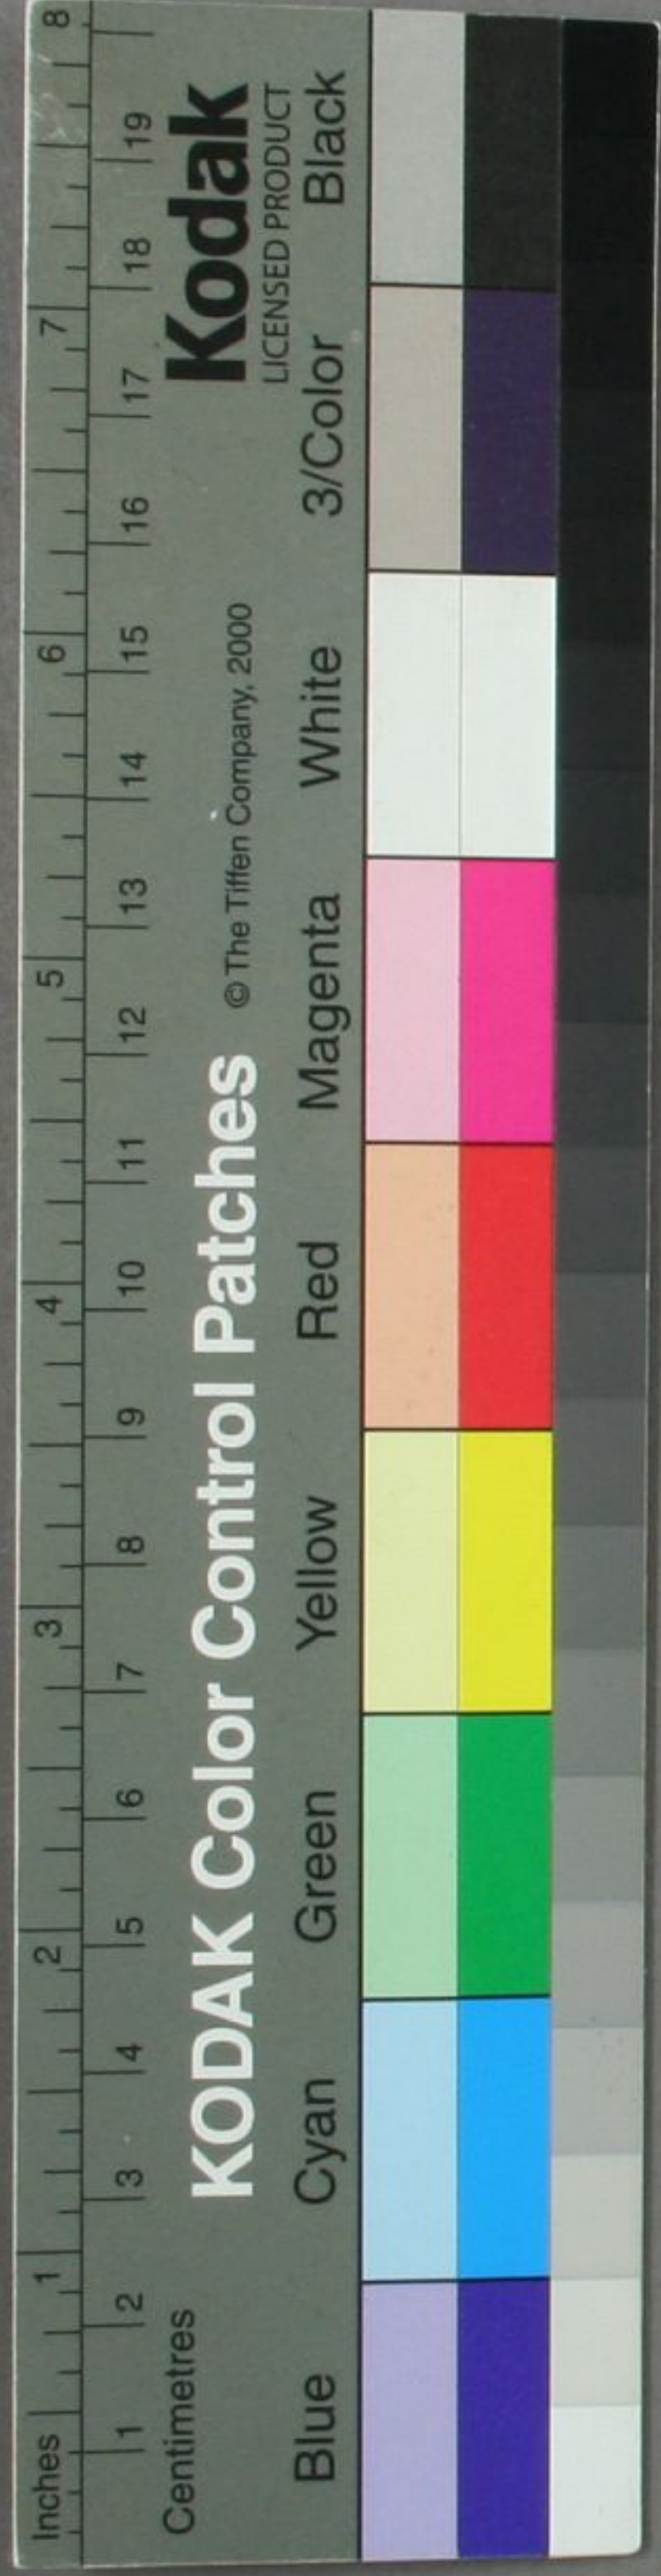 Inches 1 2 3 4 5 6 7 8
1 2 3 4 5 6 7 8 9 10 11 12 13 14 15 16 17 18 19
Centimetres
KODAK Color Control Patches
© The Tiffen Company, 2000
Kodak
LICENSED PRODUCT
Blue Cyan Green Yellow Red Magenta White 3/Color Black